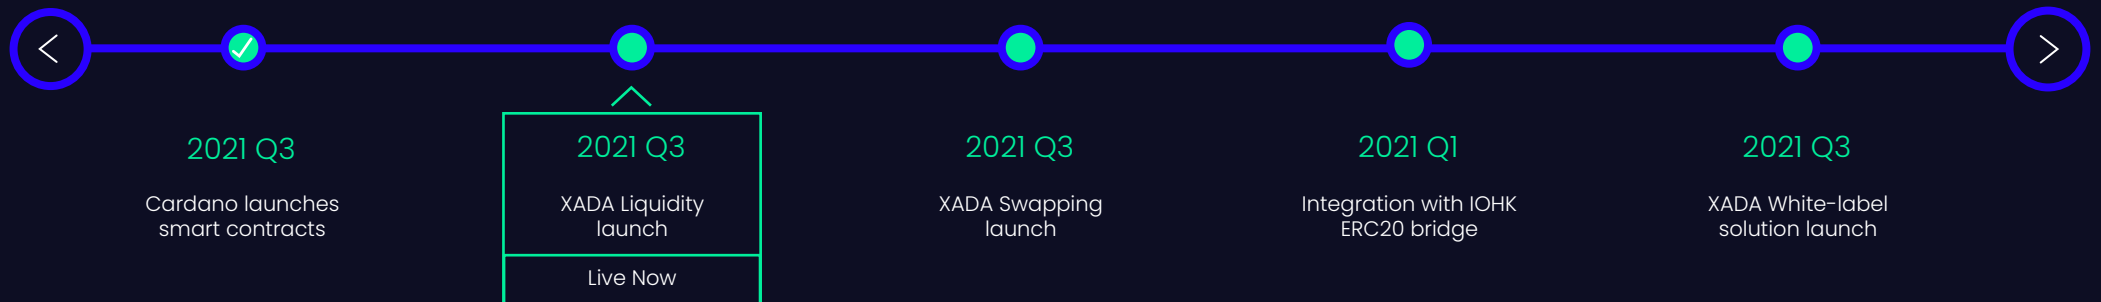 2021 Q3
Cardano launches
smart contracts
2021 Q3
XADA Liquidity
launch
Live Now
2021 Q3
XADA Swapping
launch
2021 Q1
Integration with IOHK
ERC20 bridge
2021 Q3
XADA White-label
solution launch